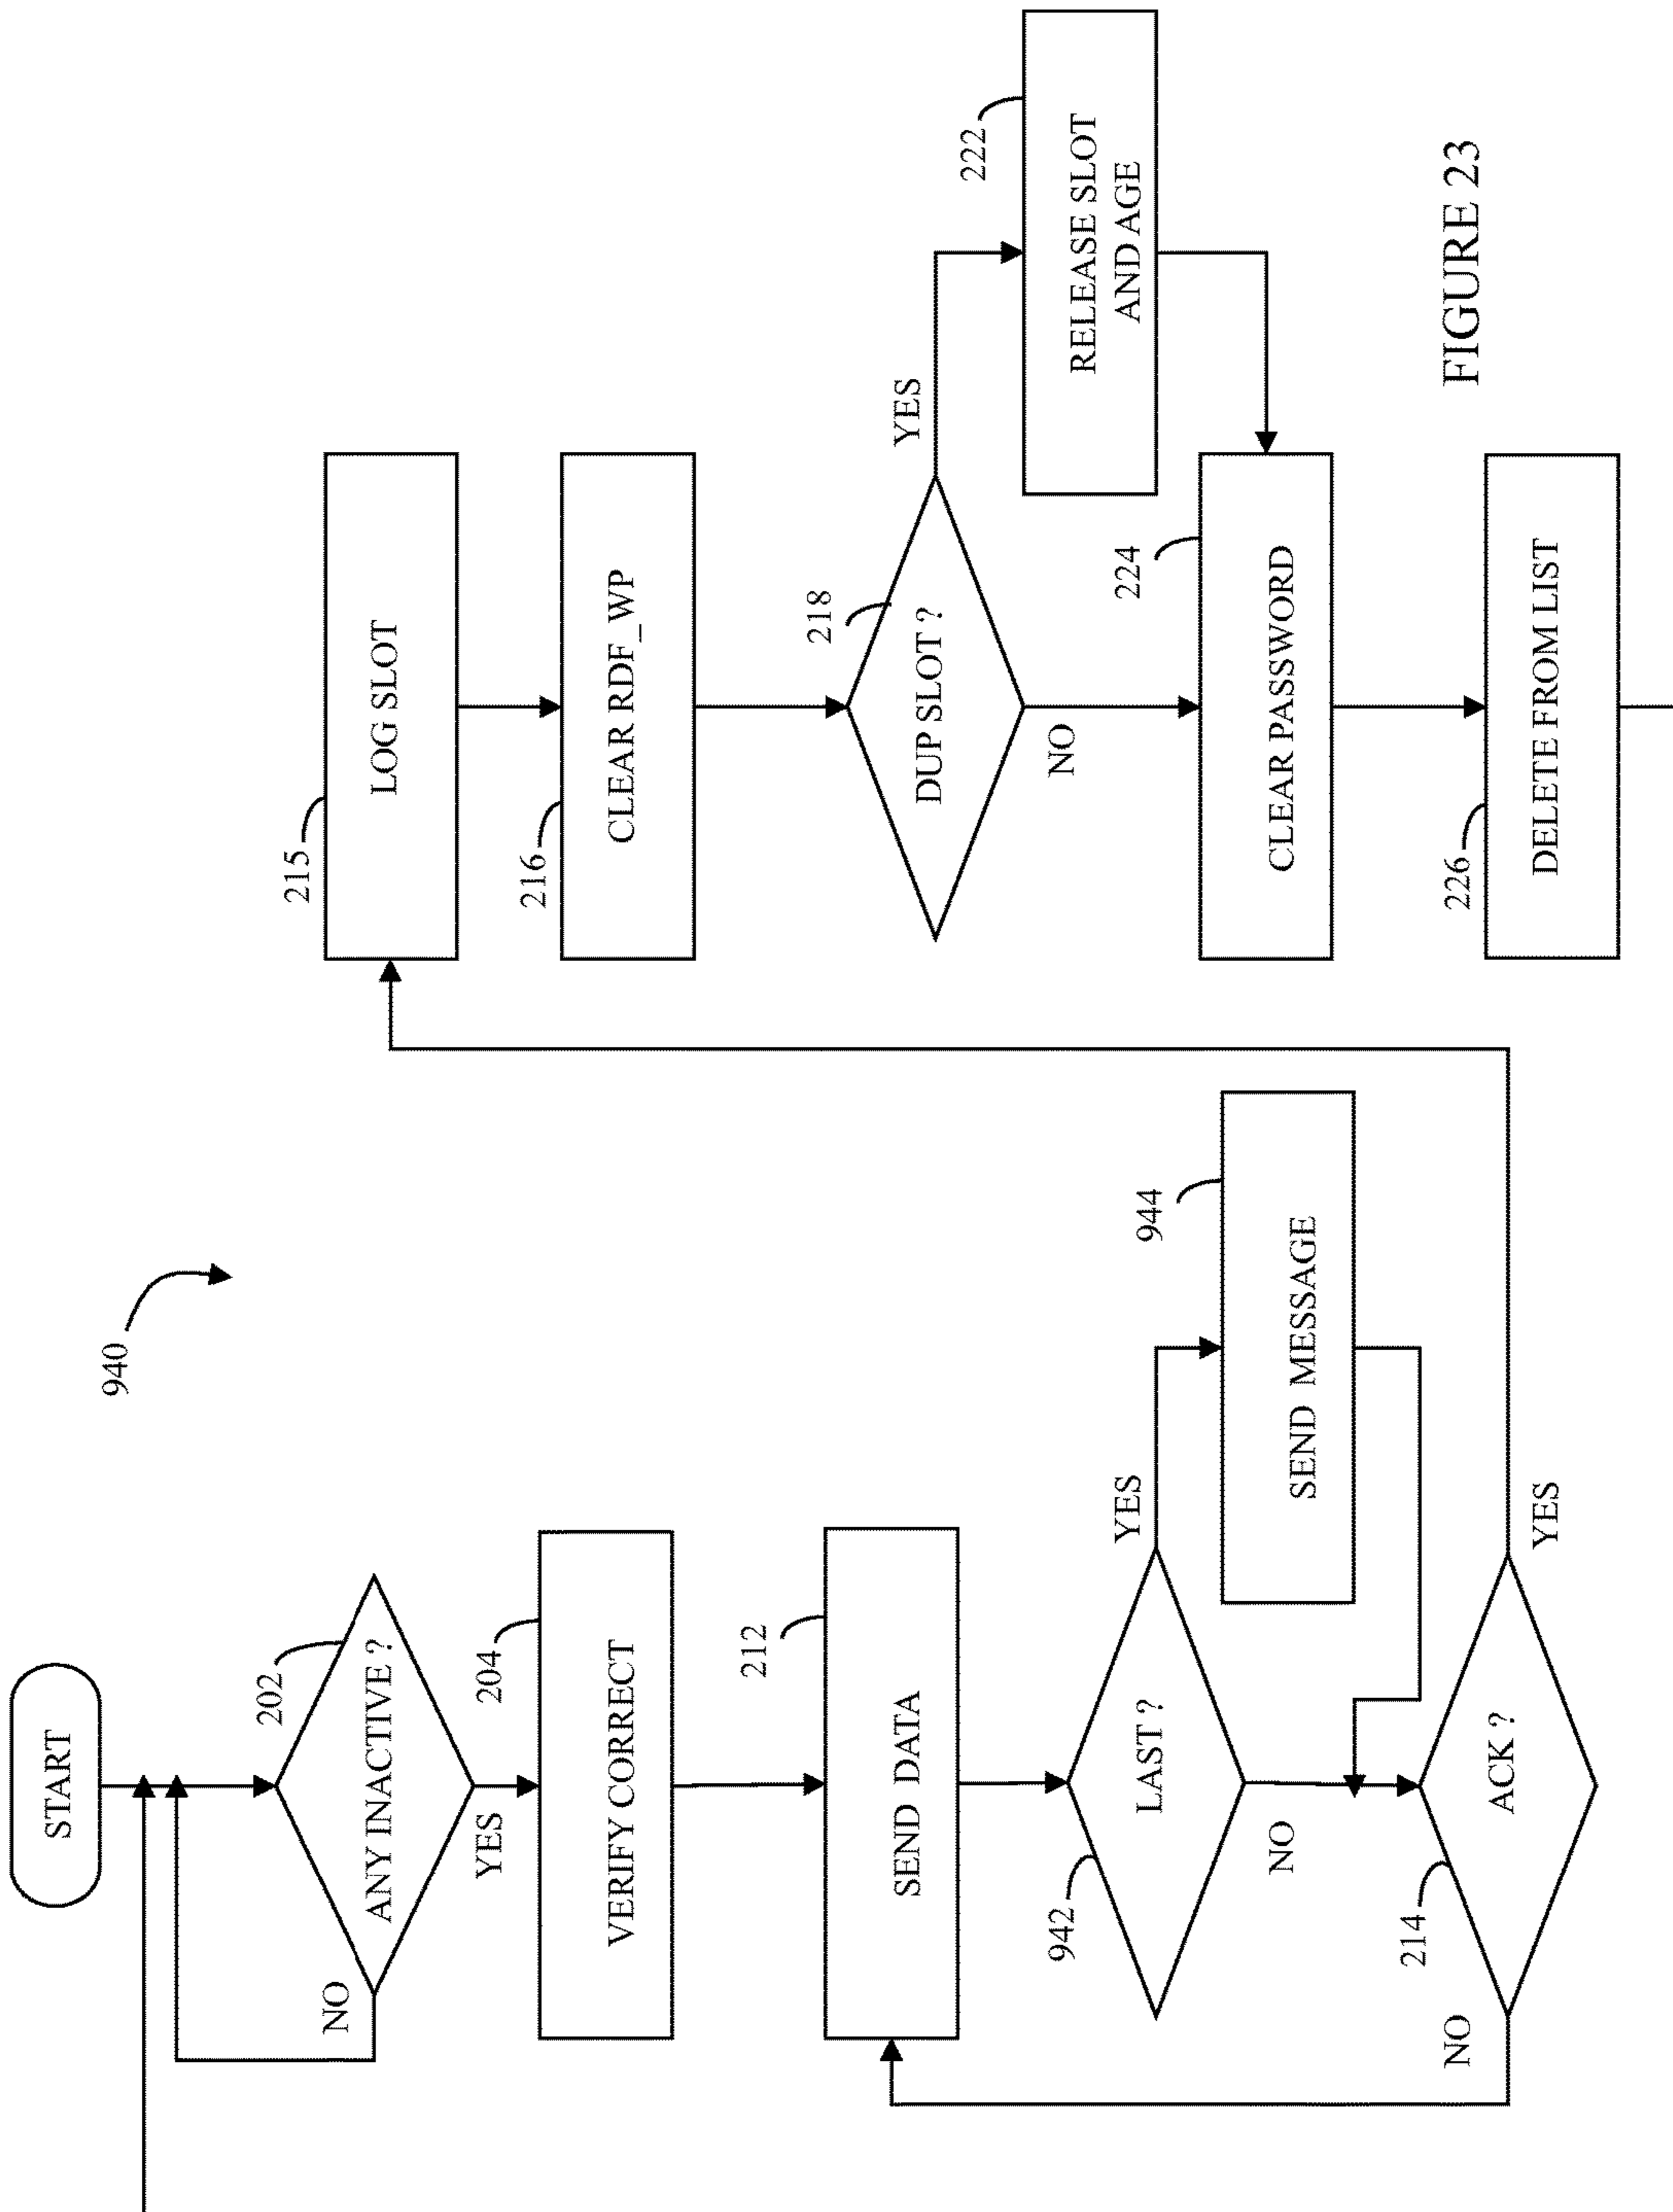 940
START
202
ANY INACTIVE ?
NO
YES
204
VERIFY CORRECT
212
SEND DATA
942
LAST ?
YES
NO
944
SEND MESSAGE
214
ACK ?
NO
YES
215
LOG SLOT
216
CLEAR RDF_WP
218
DUP SLOT ?
YES
NO
222
RELEASE SLOT
AND AGE
224
CLEAR PASSWORD
226
DELETE FROM LIST
FIGURE 23